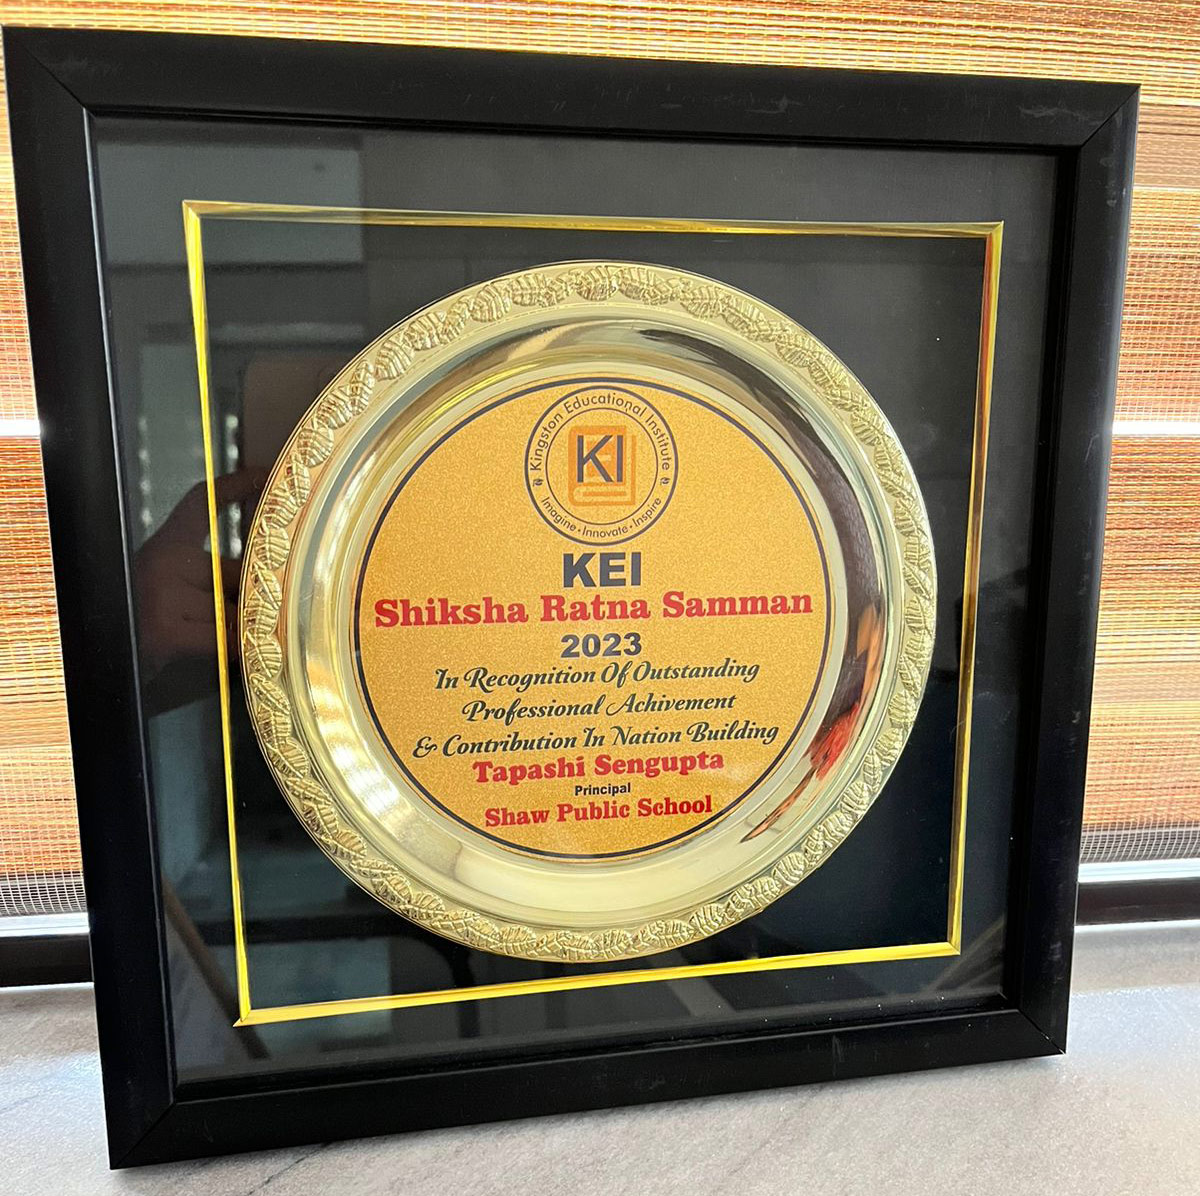 Kingston Educational Institute
KI
Imagine • Innovate • Inspire
KEI
Shiksha Ratna Samman
2023
In Recognition Of Outstanding
Professional Achivement
& Contribution In Nation Building
Tapashi Sengupta
Principal
Shaw Public School